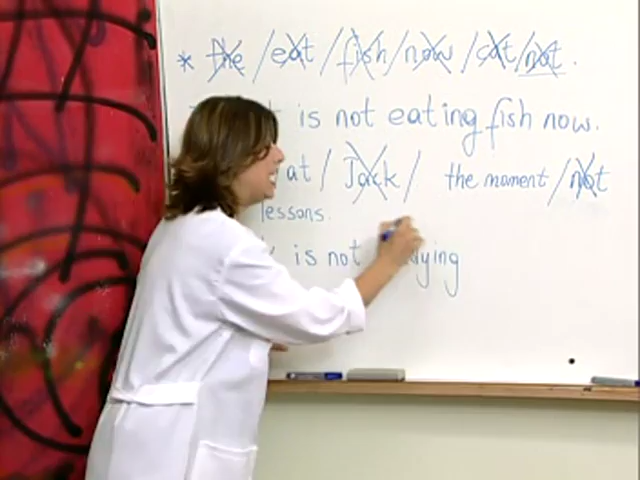 * the / eat / fish / now / cat / not .
is not eating fish now.
at / Jack / the moment / not
lessons.
is not